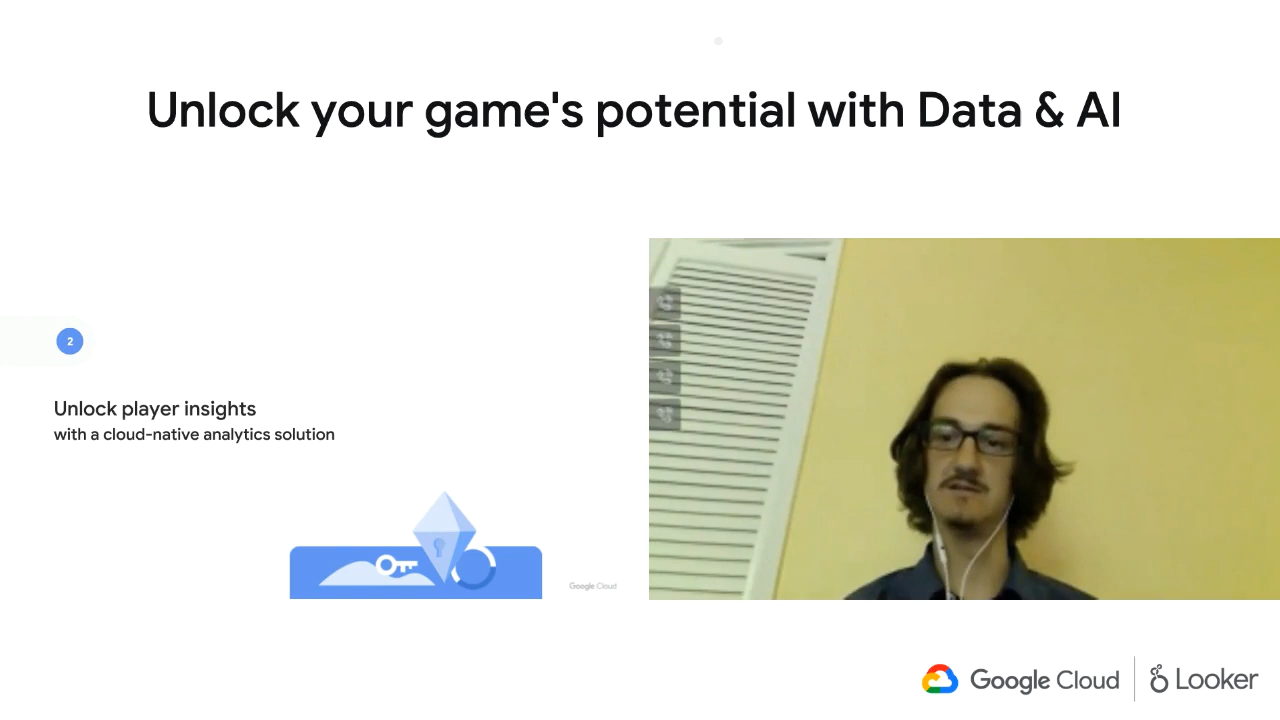 Unlock your game's potential with Data & AI
2
Unlock player insights
with a cloud-native analytics solution
Google Cloud
Google Cloud
Looker